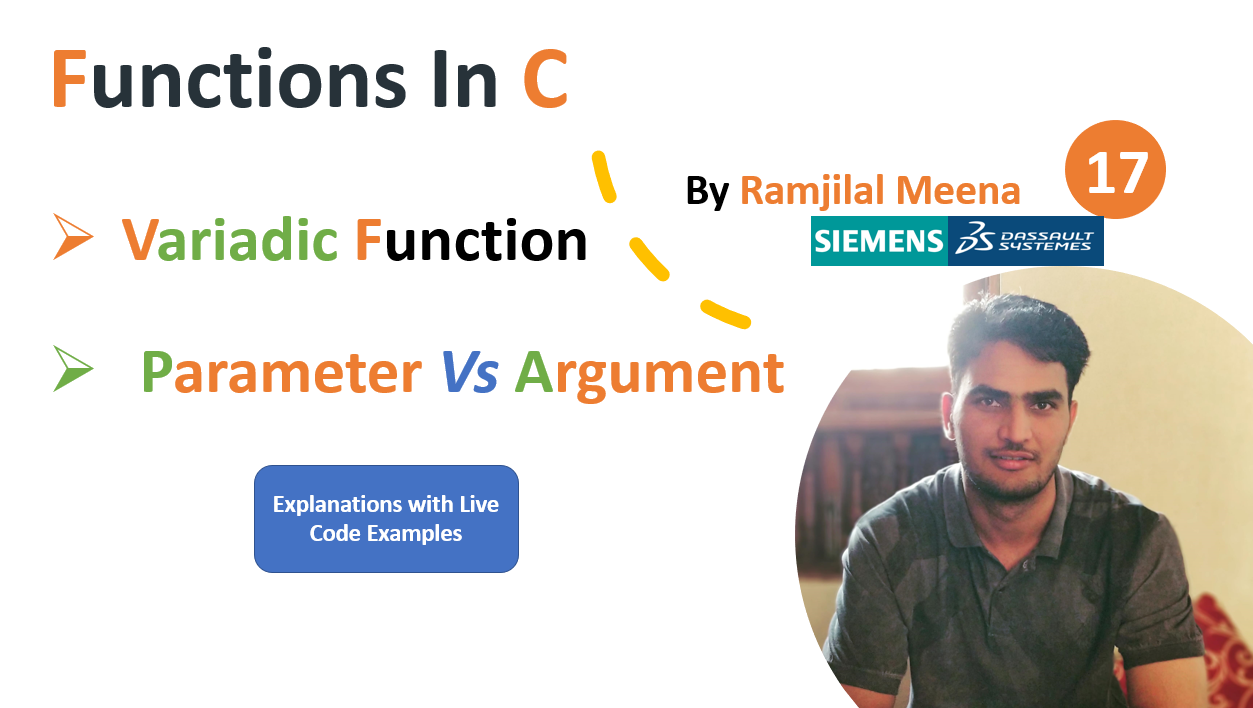 Functions In C
17
By Ramjilal Meena
SIEMENS DASSAULT SYSTEMES
Variadic Function
Parameter Vs Argument
Explanations with Live
Code Examples